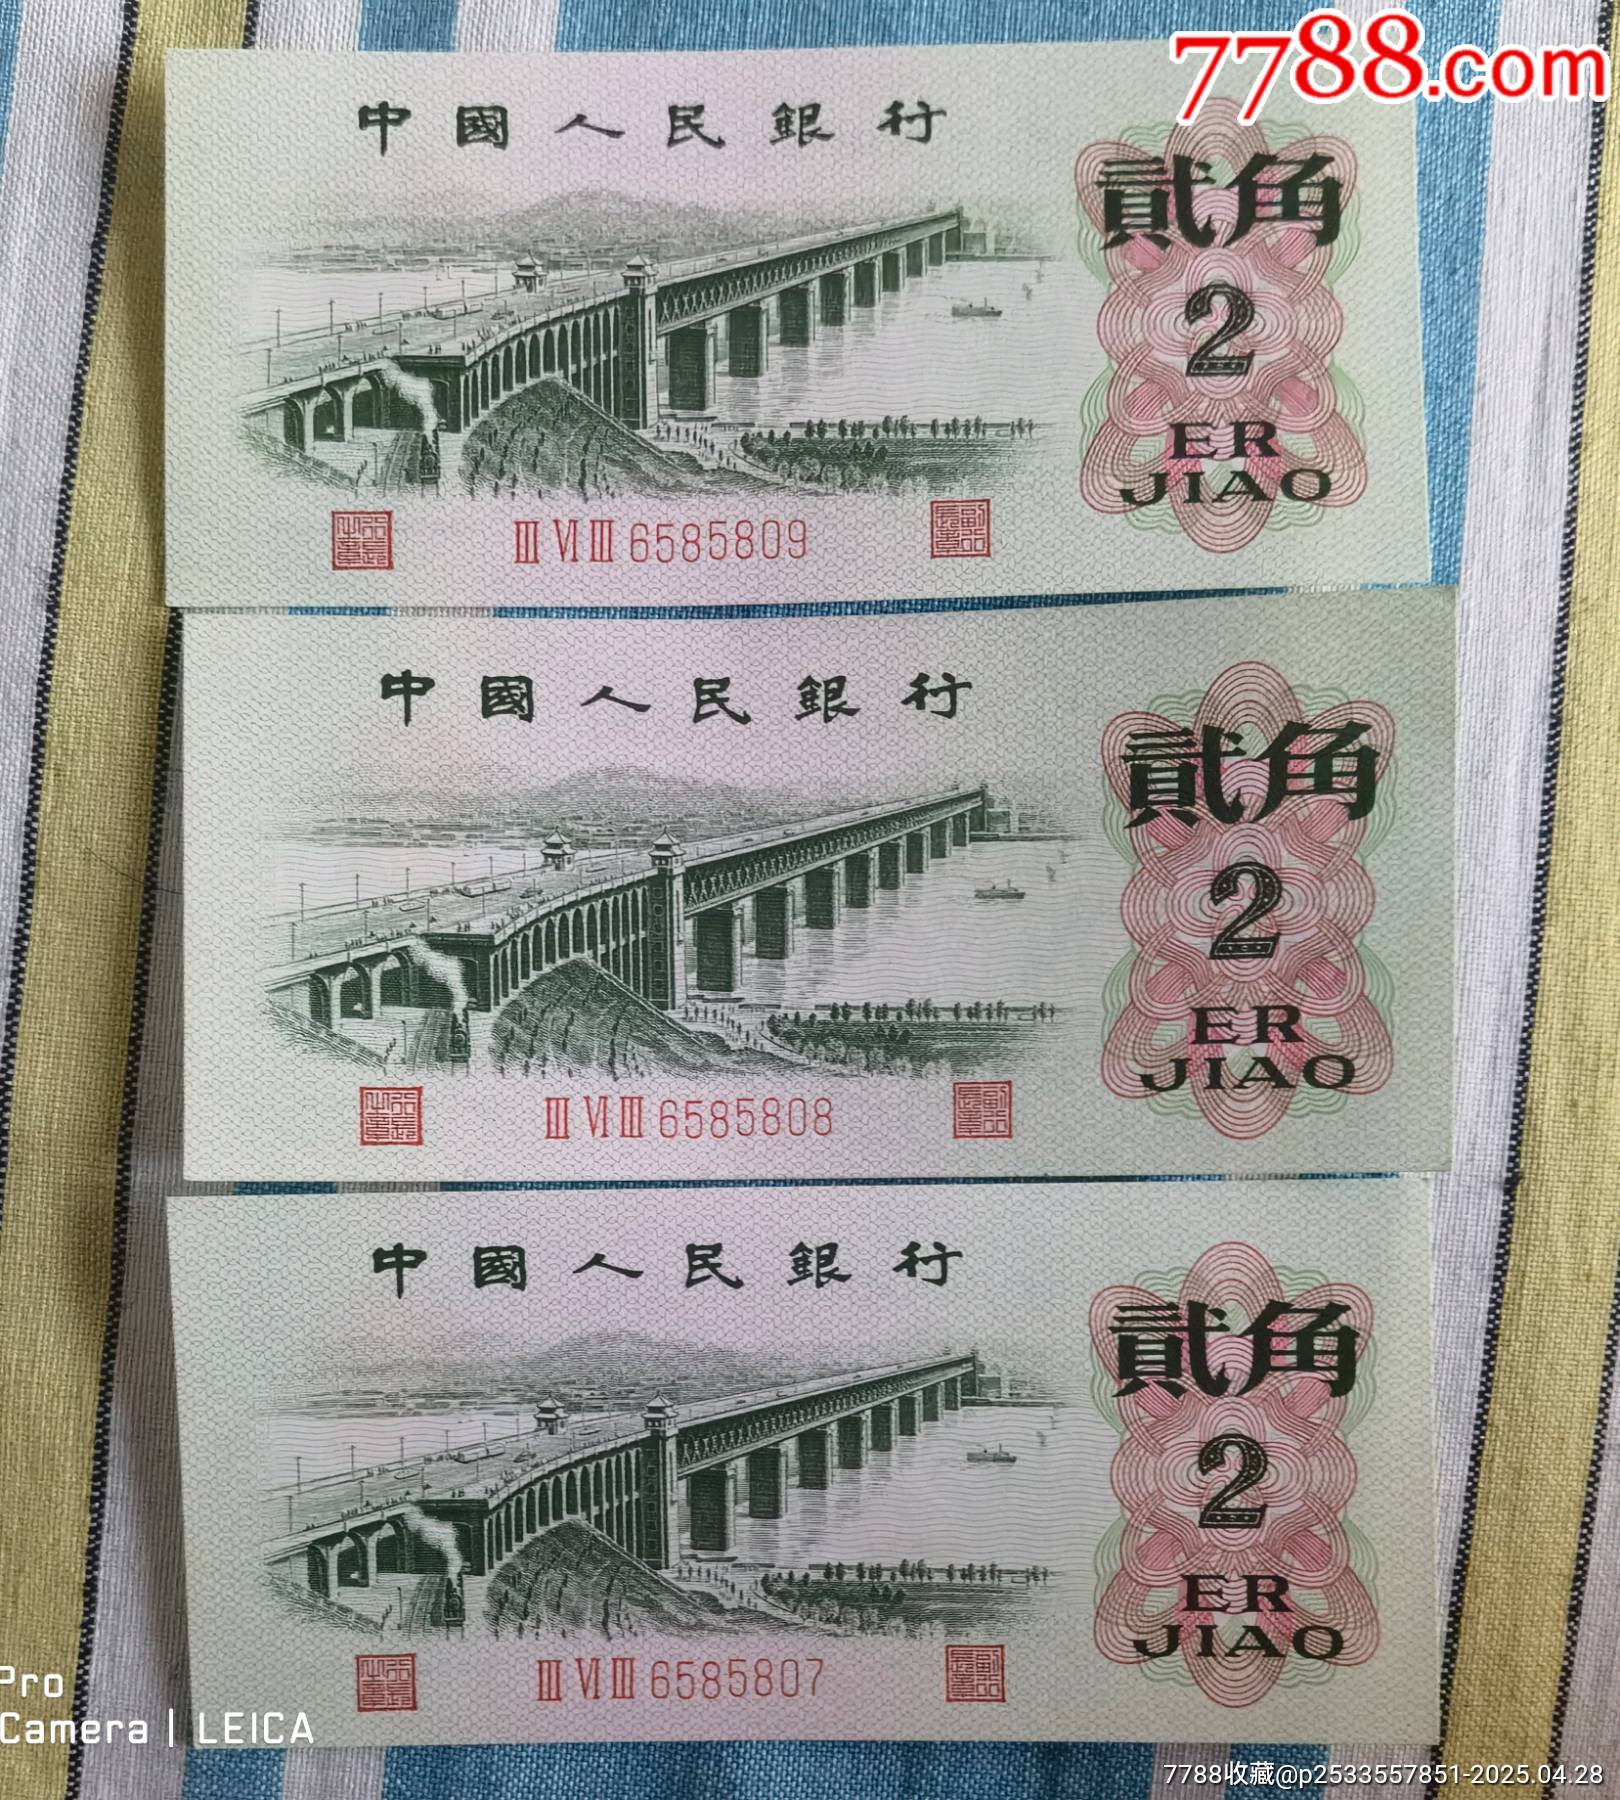 7788.com
中國人民銀行
貳角
2
ER
JIAO
III VI III 6585809
中國人民銀行
貳角
2
ER
JIAO
III VI III 6585808
中國人民銀行
貳角
2
ER
JIAO
III VI III 6585807
Pro
Camera | LEICA
7788收藏@p2533557851-2025.04.28